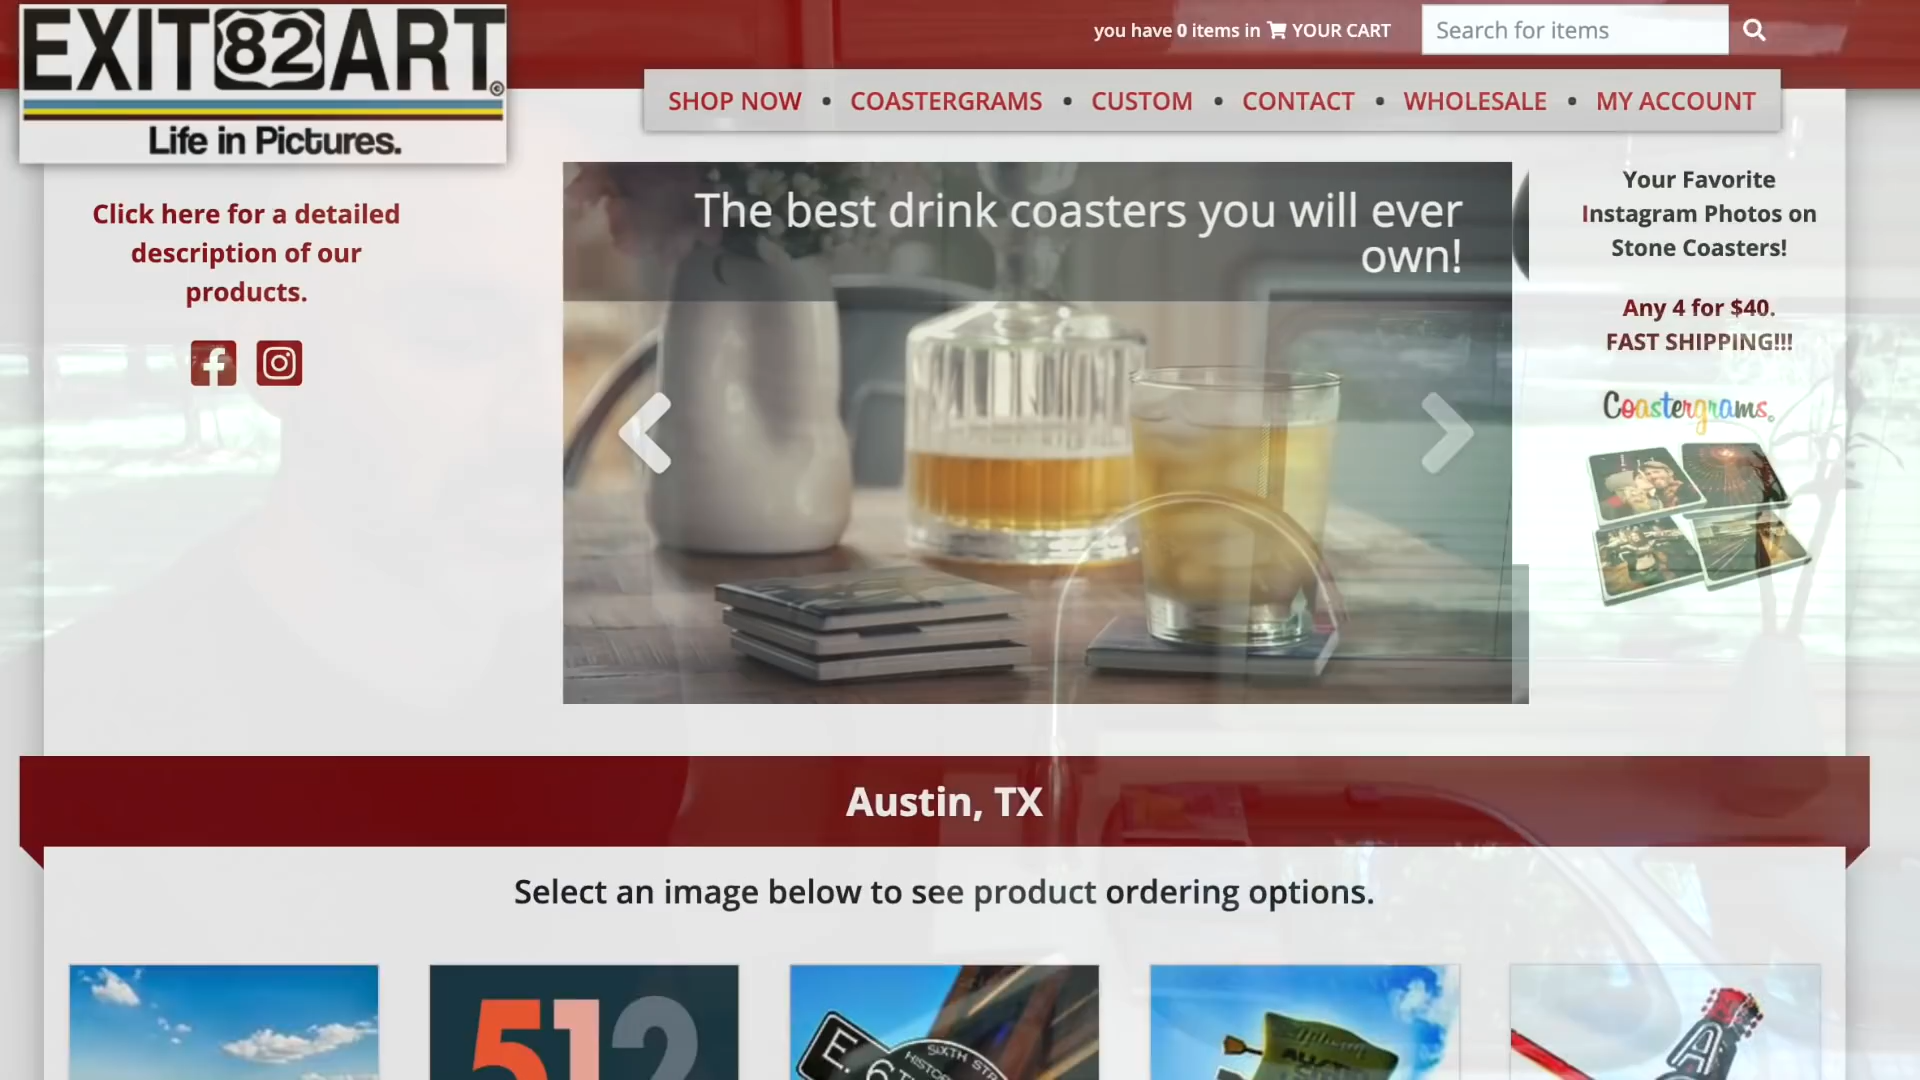 EXIT 82 ART ©
Life in Pictures.
you have 0 items in YOUR CART
Search for items
SHOP NOW • COASTERGRAMS • CUSTOM • CONTACT • WHOLESALE • MY ACCOUNT
Click here for a detailed
description of our
products.
The best drink coasters you will ever
own!
Your Favorite
Instagram Photos on
Stone Coasters!
Any 4 for $40.
FAST SHIPPING!!!
Coastergrams
Austin, TX
Select an image below to see product ordering options.
512
E. 6
SIXTH STR
A